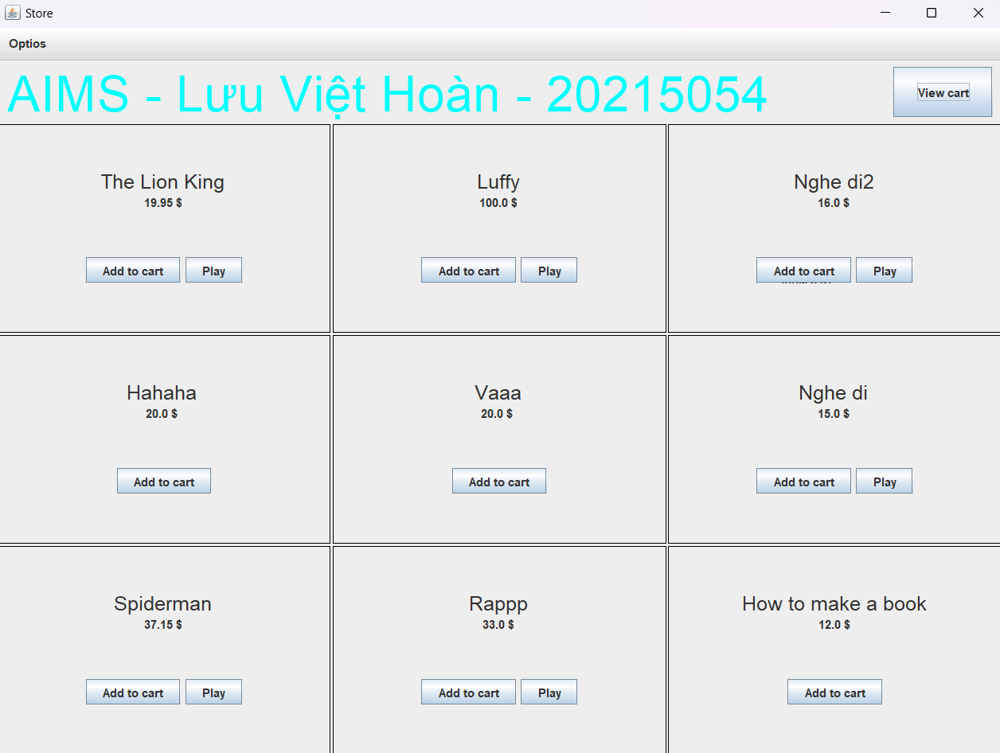 Store
Optios
AIMS - Lưu Việt Hoàn - 20215054
View cart
The Lion King
19.95 $
Add to cart Play
Luffy
100.0 $
Add to cart Play
Nghe di2
16.0 $
Add to cart Play
Hahaha
20.0 $
Add to cart
Vaaa
20.0 $
Add to cart
Nghe di
15.0 $
Add to cart Play
Spiderman
37.15 $
Add to cart Play
Rappp
33.0 $
Add to cart Play
How to make a book
12.0 $
Add to cart